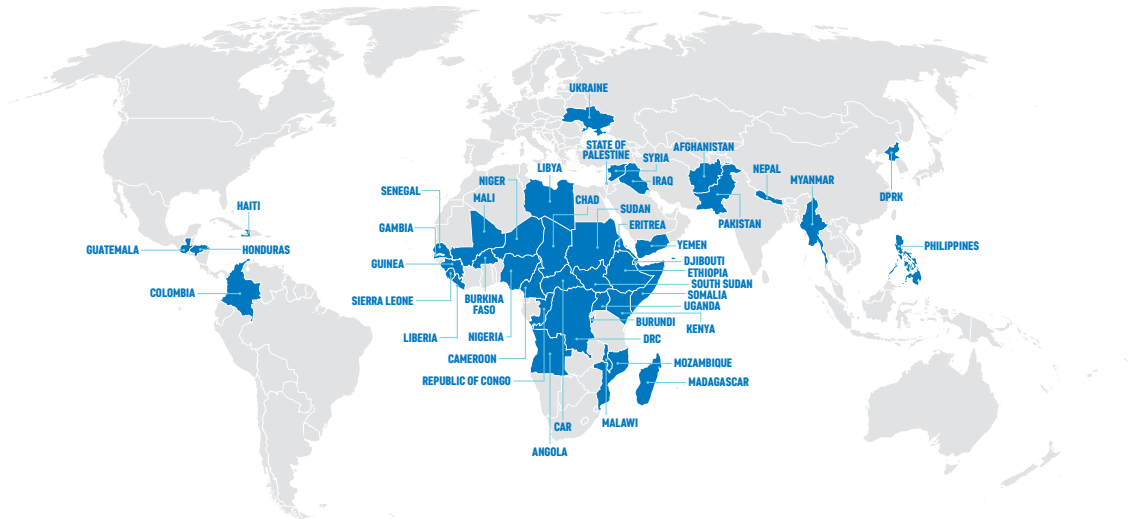 UKRAINE
STATE OF
PALESTINE
SYRIA
AFGHANISTAN
LIBYA
IRAQ
NEPAL
MYANMAR
NIGER
SENEGAL
MALI
CHAD
SUDAN
DPRK
HAITI
GAMBIA
ERITREA
PAKISTAN
GUATEMALA
HONDURAS
YEMEN
PHILIPPINES
GUINEA
DJIBOUTI
ETHIOPIA
SOUTH SUDAN
COLOMBIA
SIERRA LEONE
BURKINA
FASO
SOMALIA
UGANDA
LIBERIA
NIGERIA
BURUNDI
KENYA
DRC
CAMEROON
MOZAMBIQUE
REPUBLIC OF CONGO
MADAGASCAR
CAR
MALAWI
ANGOLA